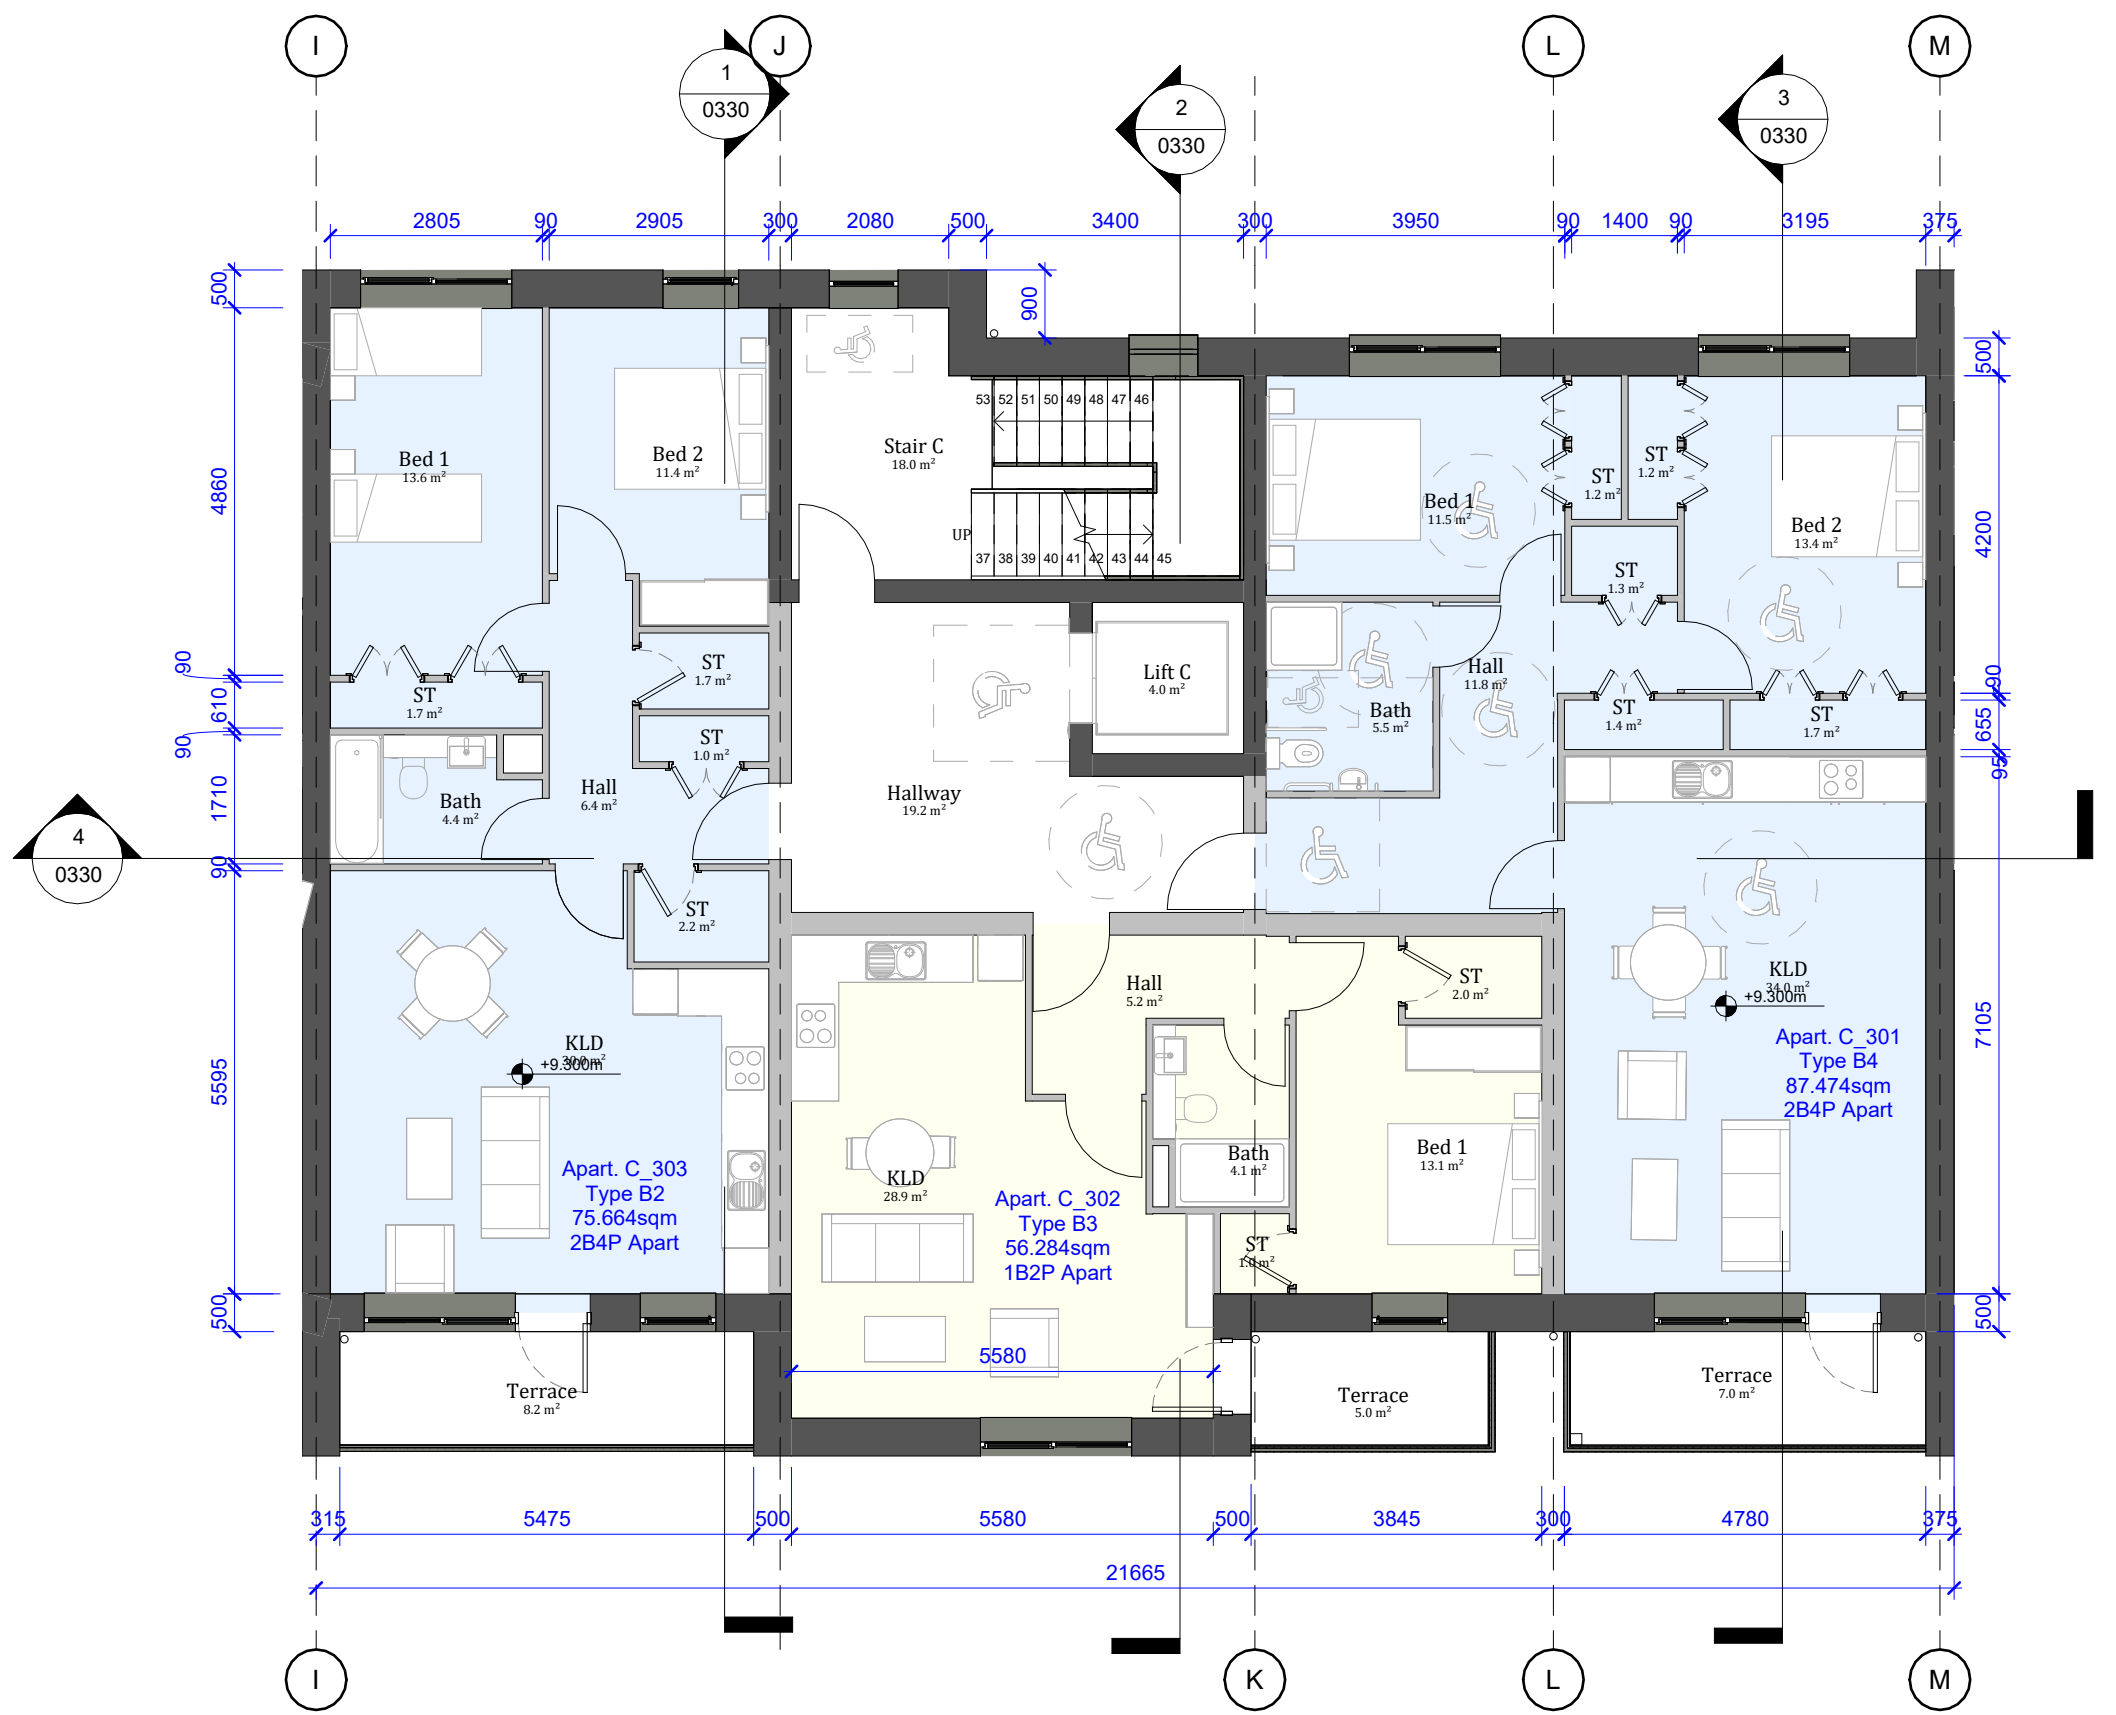 I
J
L
M
1
0330
2
0330
3
0330
2805
90
2905
300
2080
500
3400
300
3950
90
1400
90
3195
375
500
4860
90
610
90
1710
90
5595
500
900
500
4200
90
655
95
7105
500
Bed 1
13.6 m²
Bed 2
11.4 m²
Stair C
18.0 m²
53 52 51 50 49 48 47 46
UP
37 38 39 40 41 42 43 44 45
Bed 1
11.5 m²
ST
1.2 m²
ST
1.2 m²
Bed 2
13.4 m²
ST
1.3 m²
ST
1.7 m²
ST
1.7 m²
ST
1.0 m²
Lift C
4.0 m²
Hall
11.8 m²
Bath
5.5 m²
ST
1.4 m²
ST
1.7 m²
Bath
4.4 m²
Hall
6.4 m²
Hallway
19.2 m²
4
0330
ST
2.2 m²
Hall
5.2 m²
ST
2.0 m²
KLD
34.0 m²
+9.300m
Apart. C_301
Type B4
87.474sqm
2B4P Apart
KLD
30.0 m²
+9.300m
Apart. C_303
Type B2
75.664sqm
2B4P Apart
KLD
28.9 m²
Apart. C_302
Type B3
56.284sqm
1B2P Apart
Bath
4.1 m²
Bed 1
13.1 m²
ST
1.0 m²
5580
Terrace
8.2 m²
Terrace
5.0 m²
Terrace
7.0 m²
315
5475
500
5580
500
3845
300
4780
375
21665
I
K
L
M